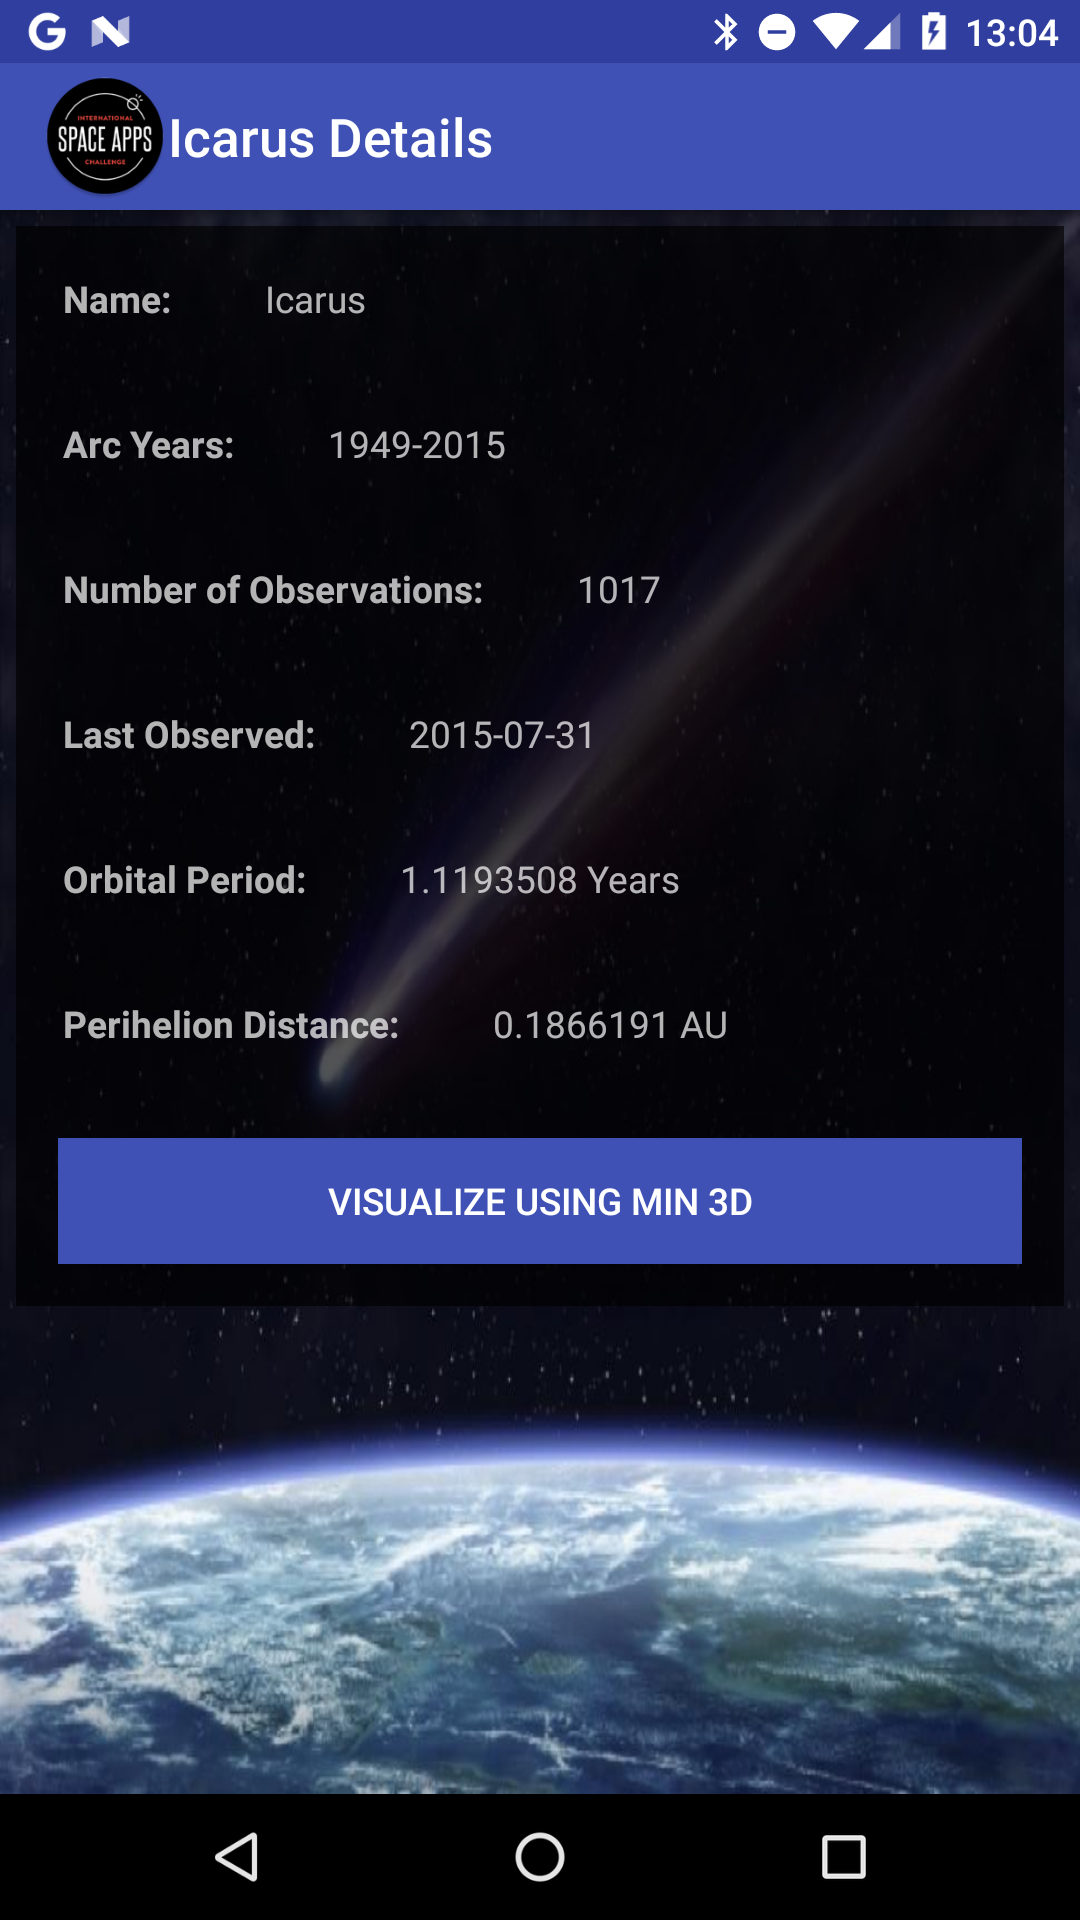 13:04
INTERNATIONAL
SPACE APPS
CHALLENGE
Icarus Details
Name: Icarus
Arc Years: 1949-2015
Number of Observations: 1017
Last Observed: 2015-07-31
Orbital Period: 1.1193508 Years
Perihelion Distance: 0.1866191 AU
VISUALIZE USING MIN 3D